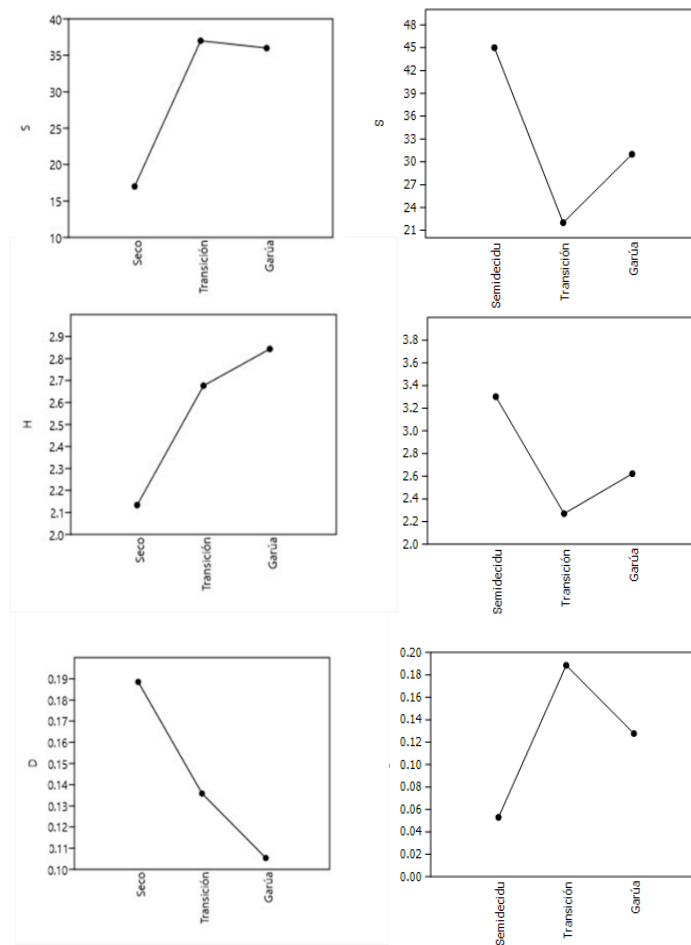 40
35
30
25
20
15
10
S
Seco
Transición
Garúa
48
45
42
39
36
33
30
27
24
21
S
Semidecidu
Transición
Garúa
2.9
2.8
2.7
2.6
2.5
2.4
2.3
2.2
2.1
2.0
H
Seco
Transición
Garúa
3.8
3.6
3.4
3.2
3.0
2.8
2.6
2.4
2.2
2.0
Semidecidu
Transición
Garúa
0.19
0.18
0.17
0.16
0.15
0.14
0.13
0.12
0.11
0.10
D
Seco
Transición
Garúa
0.20
0.18
0.16
0.14
0.12
0.10
0.08
0.06
0.04
0.02
0.00
Semidecidu
Transición
Garúa